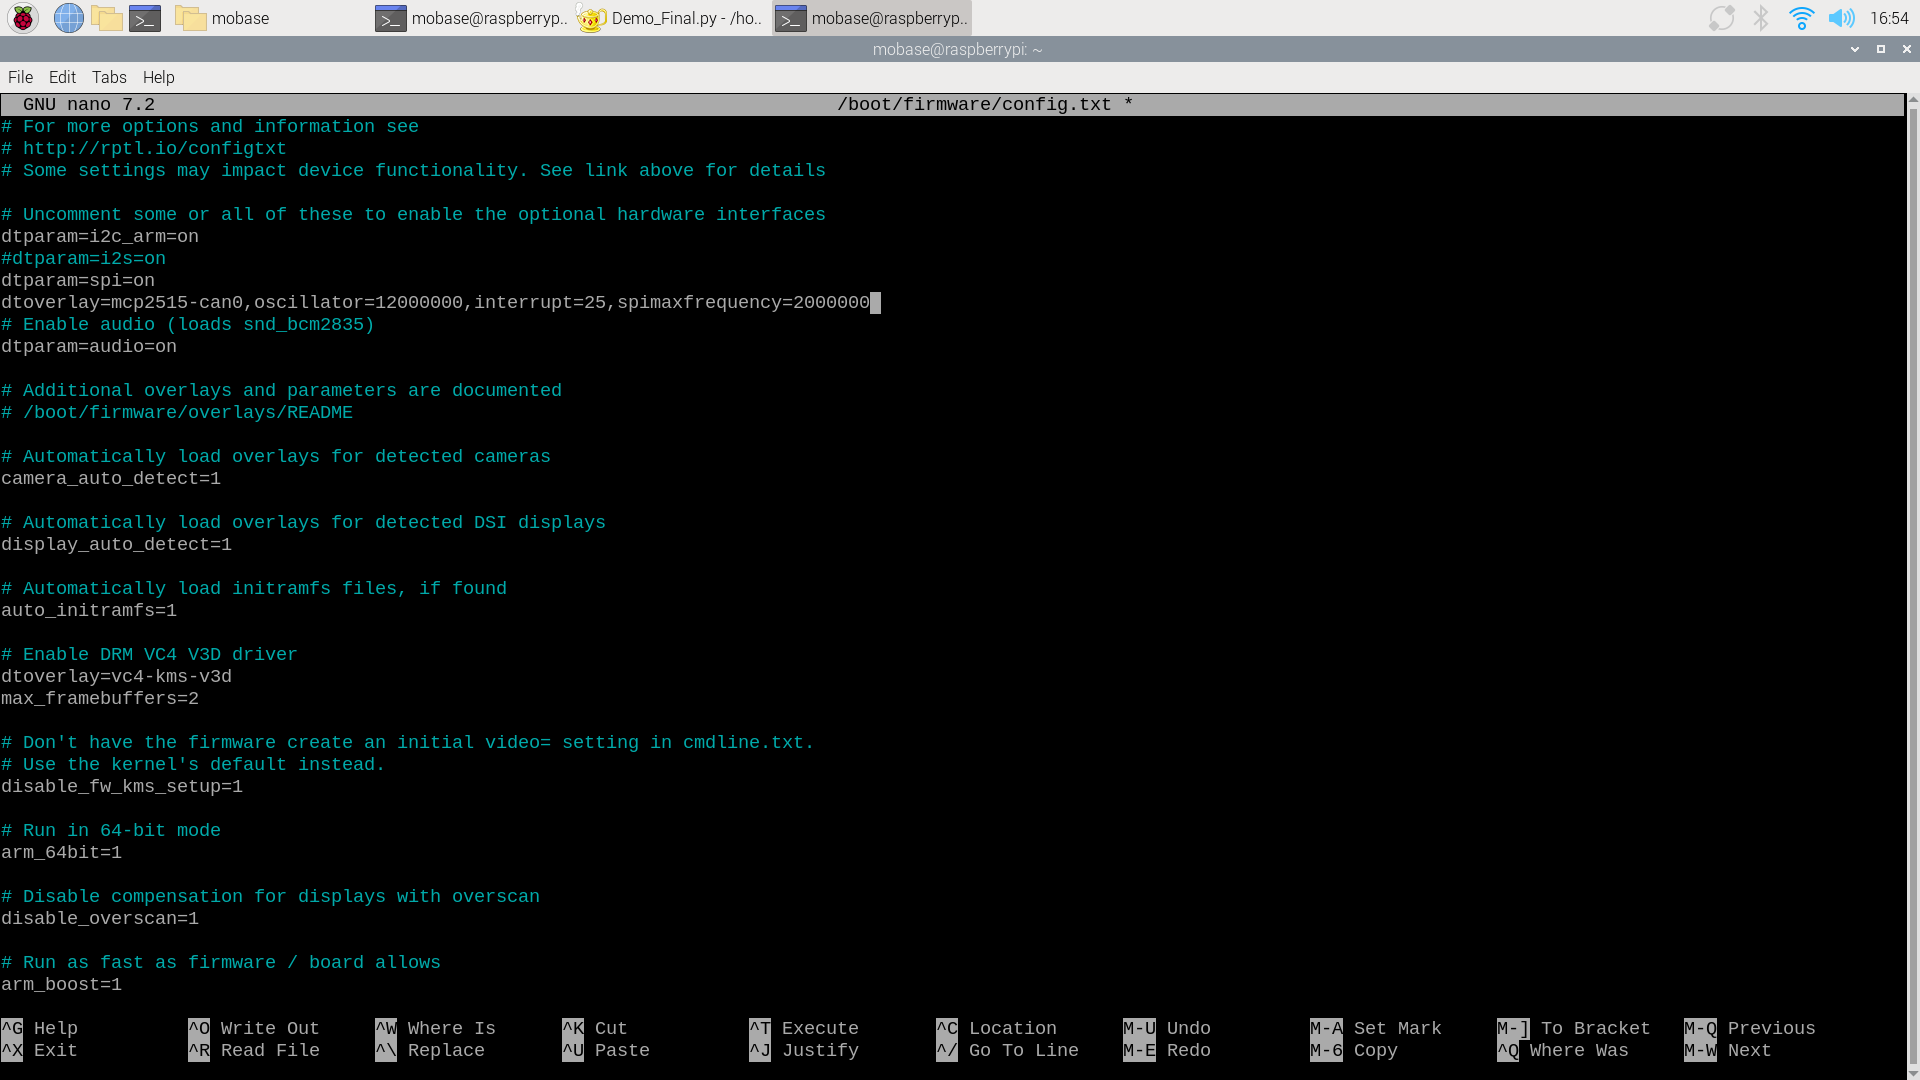 mobase
mobase@raspberryp..
Demo_Final.py - /ho..
mobase@raspberryp..
16:54
mobase@raspberrypi: ~
File Edit Tabs Help
GNU nano 7.2 /boot/firmware/config.txt *
# For more options and information see
# http://rptl.io/configtxt
# Some settings may impact device functionality. See link above for details
# Uncomment some or all of these to enable the optional hardware interfaces
dtparam=i2c_arm=on
#dtparam=i2s=on
dtparam=spi=on
dtoverlay=mcp2515-can0,oscillator=12000000,interrupt=25,spimaxfrequency=2000000
# Enable audio (loads snd_bcm2835)
dtparam=audio=on
# Additional overlays and parameters are documented
# /boot/firmware/overlays/README
# Automatically load overlays for detected cameras
camera_auto_detect=1
# Automatically load overlays for detected DSI displays
display_auto_detect=1
# Automatically load initramfs files, if found
auto_initramfs=1
# Enable DRM VC4 V3D driver
dtoverlay=vc4-kms-v3d
max_framebuffers=2
# Don't have the firmware create an initial video= setting in cmdline.txt.
# Use the kernel's default instead.
disable_fw_kms_setup=1
# Run in 64-bit mode
arm_64bit=1
# Disable compensation for displays with overscan
disable_overscan=1
# Run as fast as firmware / board allows
arm_boost=1
^G Help ^O Write Out ^W Where Is ^K Cut ^T Execute ^C Location M-U Undo M-A Set Mark M-] To Bracket M-Q Previous
^X Exit ^R Read File ^\ Replace ^U Paste ^J Justify ^/ Go To Line M-E Redo M-6 Copy ^Q Where Was M-W Next